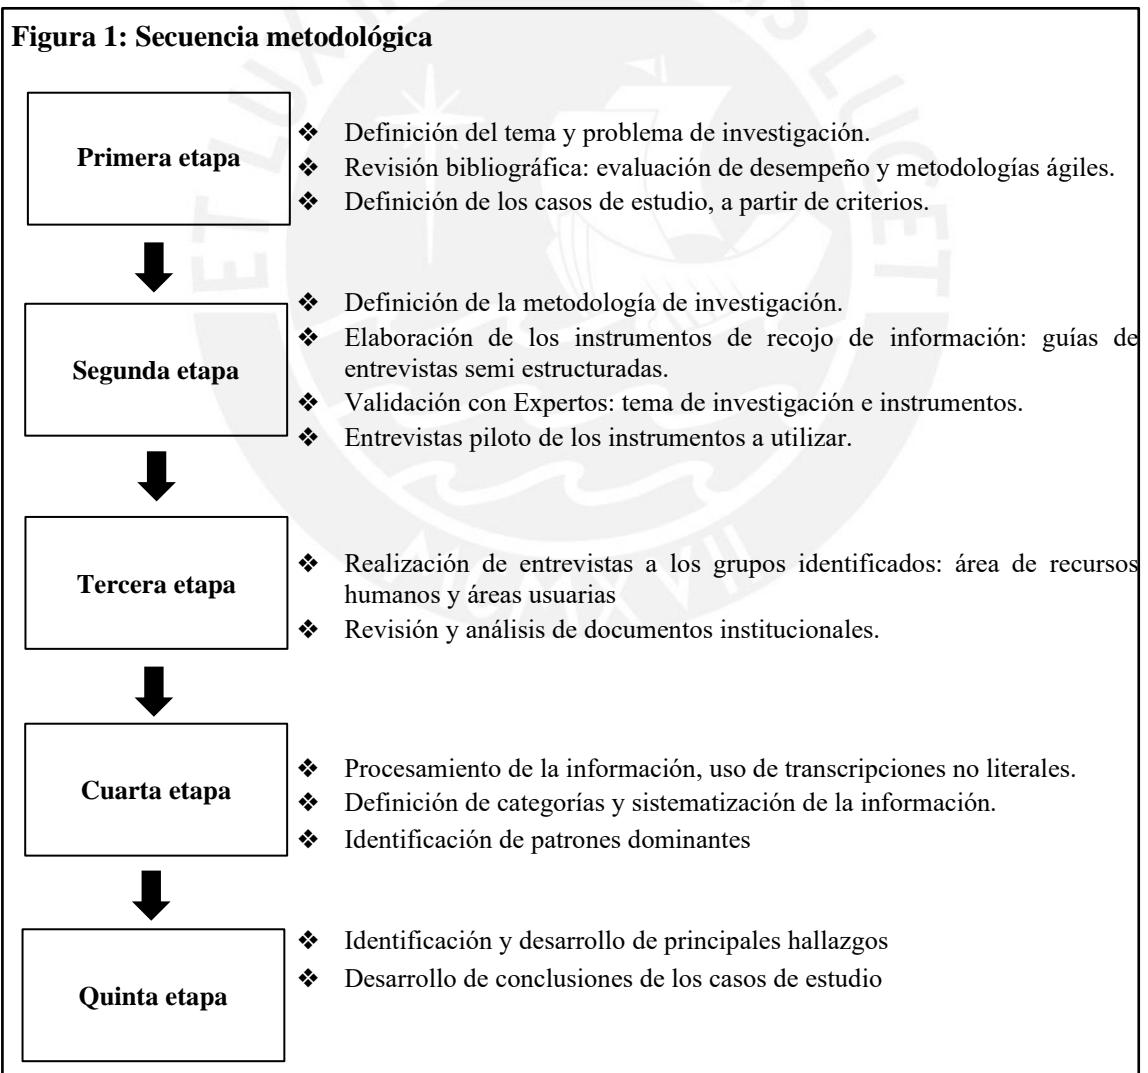 Figura 1: Secuencia metodológica
Primera etapa
❖ Definición del tema y problema de investigación.
❖ Revisión bibliográfica: evaluación de desempeño y metodologías ágiles.
❖ Definición de los casos de estudio, a partir de criterios.
Segunda etapa
❖ Definición de la metodología de investigación.
❖ Elaboración de los instrumentos de recojo de información: guías de
entrevistas semi estructuradas.
❖ Validación con Expertos: tema de investigación e instrumentos.
❖ Entrevistas piloto de los instrumentos a utilizar.
Tercera etapa
❖ Realización de entrevistas a los grupos identificados: área de recursos
humanos y áreas usuarias
❖ Revisión y análisis de documentos institucionales.
Cuarta etapa
❖ Procesamiento de la información, uso de transcripciones no literales.
❖ Definición de categorías y sistematización de la información.
❖ Identificación de patrones dominantes
Quinta etapa
❖ Identificación y desarrollo de principales hallazgos
❖ Desarrollo de conclusiones de los casos de estudio
ET LUX IN
LUCET
MCMXVII